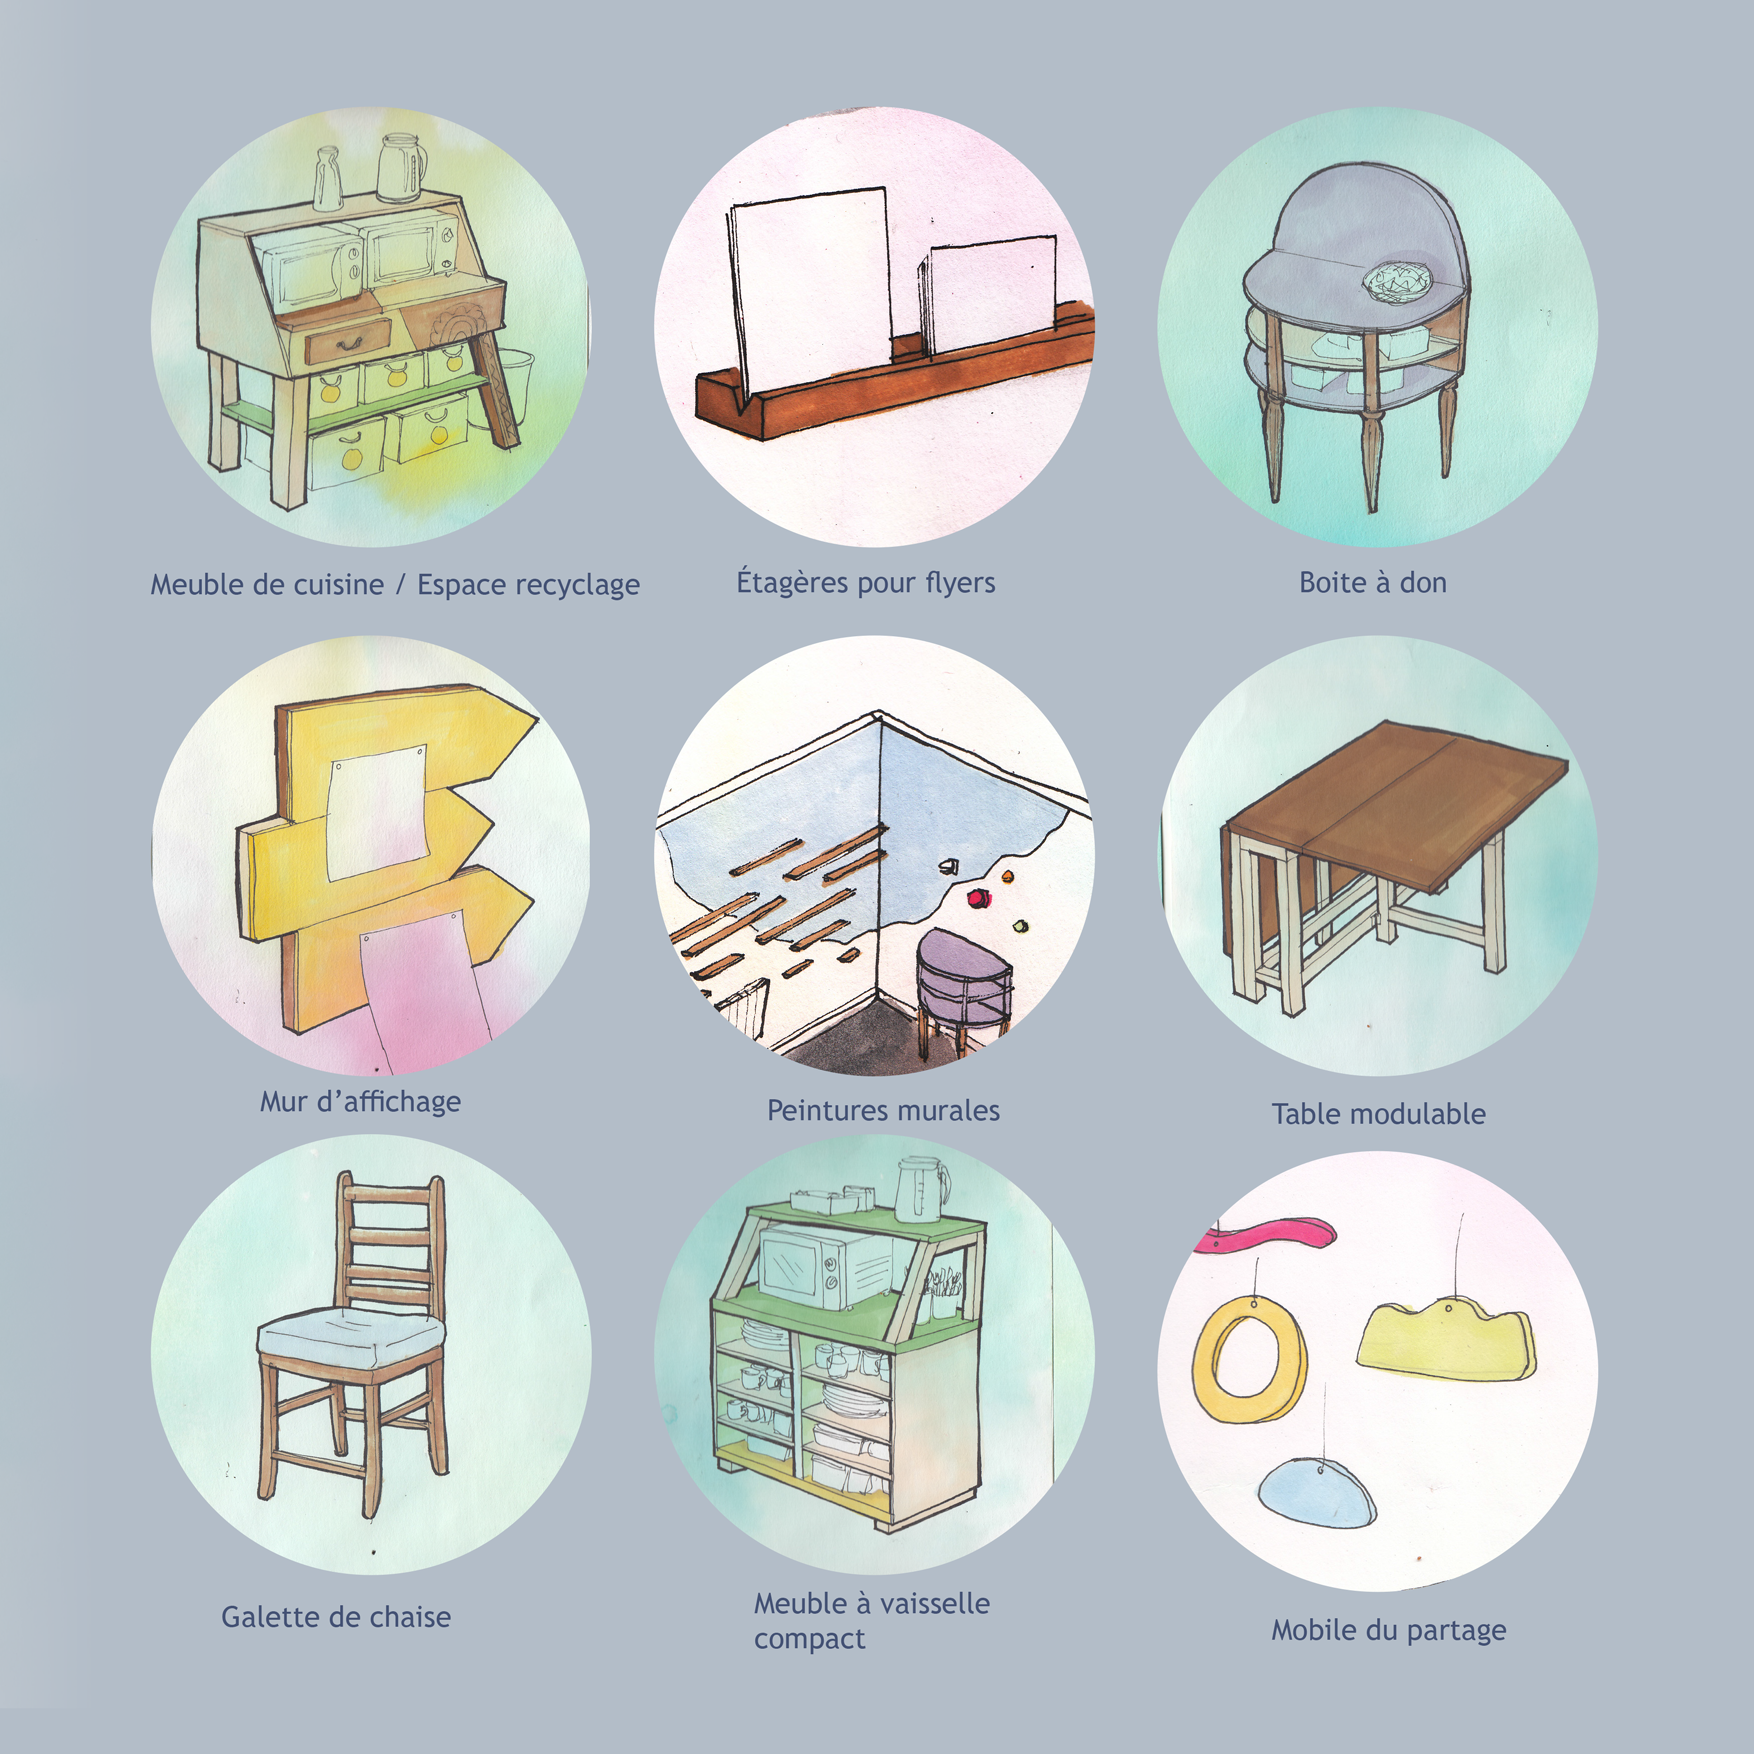 Meuble de cuisine / Espace recyclage
Étagères pour flyers
Boite à don
Mur d’affichage
Peintures murales
Table modulable
Galette de chaise
Meuble à vaisselle
compact
Mobile du partage